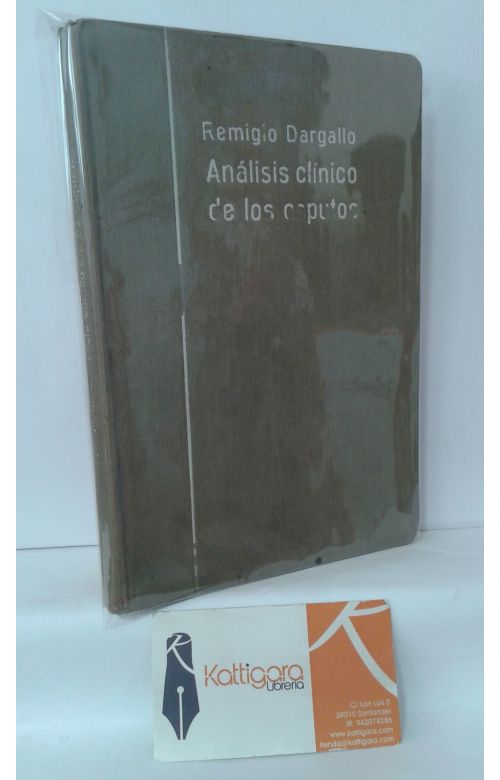 Remigio Dargallo
Análisis clínico
de los esputos
Kattigara
Librería
C/ San Luis 5
39010 Santander
tlf: 942074286
www.kattigara.com
tienda@kattigara.com